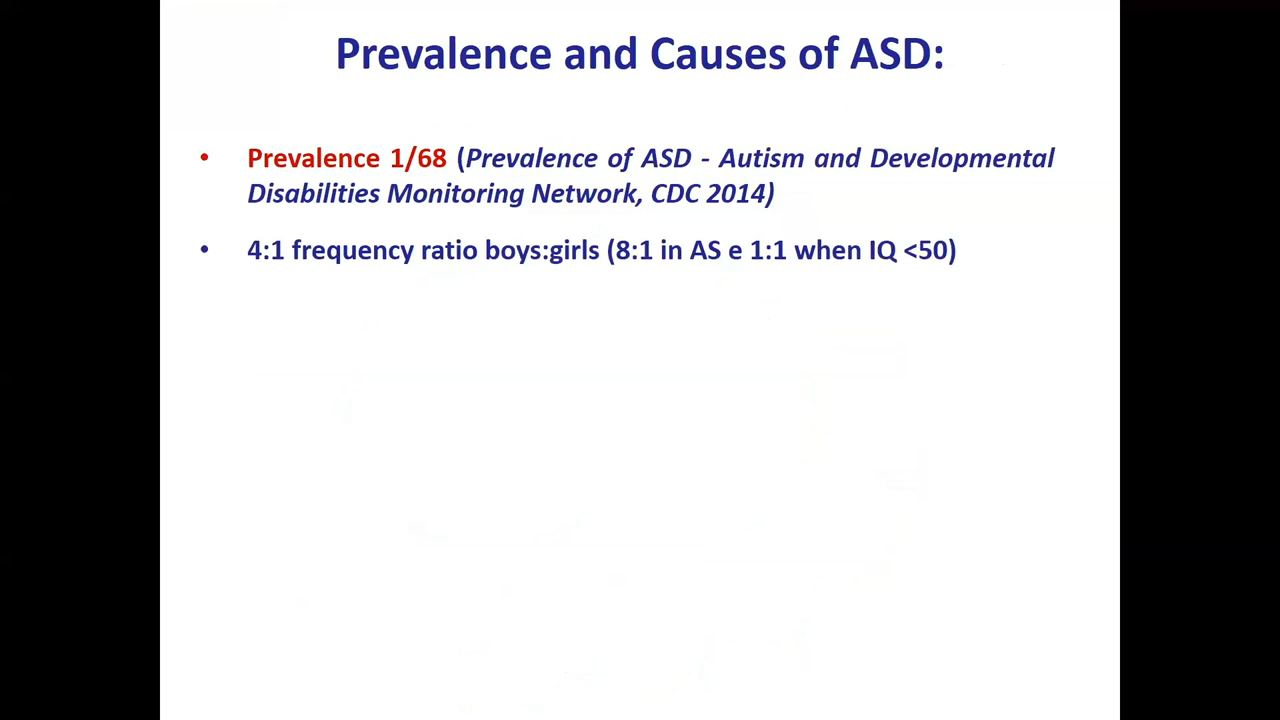 Prevalence and Causes of ASD:
• Prevalence 1/68 (Prevalence of ASD - Autism and Developmental
Disabilities Monitoring Network, CDC 2014)
• 4:1 frequency ratio boys:girls (8:1 in AS e 1:1 when IQ <50)